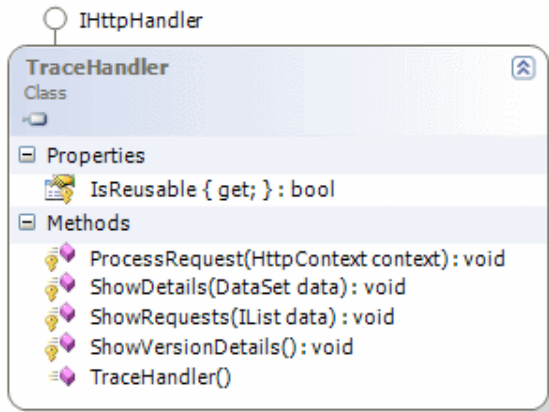 IHttpHandler
TraceHandler
Class
Properties
IsReusable { get; } : bool
Methods
ProcessRequest(HttpContext context) : void
ShowDetails(DataSet data) : void
ShowRequests(IList data) : void
ShowVersionDetails() : void
TraceHandler()